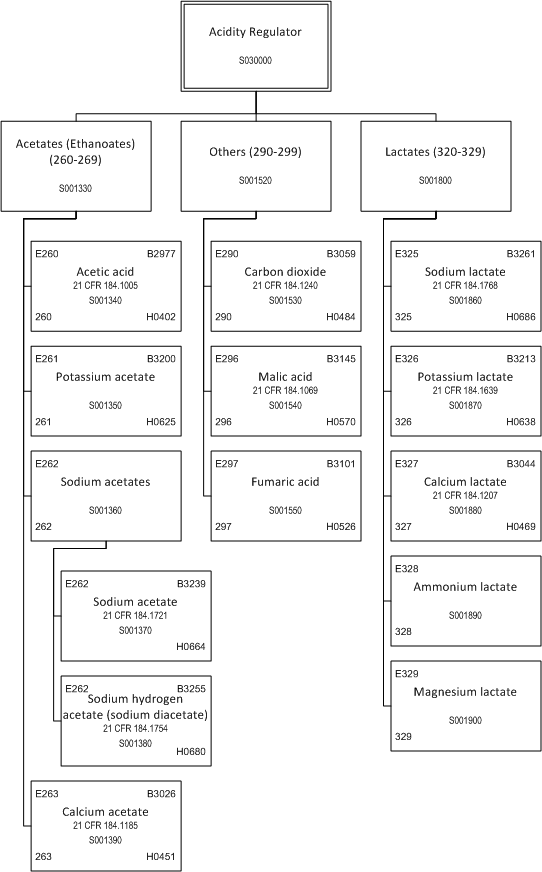 Acidity Regulator
S030000
Acetates (Ethanoates)
(260-269)
S001330
Others (290-299)
S001520
Lactates (320-329)
S001800
E260 B2977
Acetic acid
21 CFR 184.1005
S001340
260 H0402
E261 B3200
Potassium acetate
S001350
261 H0625
E262
Sodium acetates
S001360
262
E262 B3239
Sodium acetate
21 CFR 184.1721
S001370
H0664
E262 B3255
Sodium hydrogen
acetate (sodium diacetate)
21 CFR 184.1754
S001380
H0680
E263 B3026
Calcium acetate
21 CFR 184.1185
S001390
263 H0451
E290 B3059
Carbon dioxide
21 CFR 184.1240
S001530
290 H0484
E296 B3145
Malic acid
21 CFR 184.1069
S001540
296 H0570
E297 B3101
Fumaric acid
S001550
297 H0526
E325 B3261
Sodium lactate
21 CFR 184.1768
S001860
325 H0686
E326 B3213
Potassium lactate
21 CFR 184.1639
S001870
326 H0638
E327 B3044
Calcium lactate
21 CFR 184.1207
S001880
327 H0469
E328
Ammonium lactate
S001890
328
E329
Magnesium lactate
S001900
329